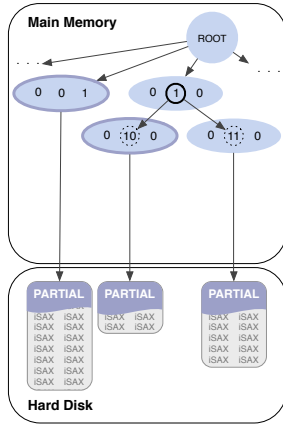 Main Memory
ROOT
. . .
. . .
0 0 1
0 1 0
0 10 0
0 11 0
PARTIAL
PARTIAL
PARTIAL
iSAX iSAX
iSAX iSAX
iSAX iSAX
iSAX iSAX
iSAX iSAX
iSAX iSAX
iSAX iSAX
iSAX iSAX
iSAX iSAX
iSAX iSAX
iSAX iSAX
iSAX iSAX
iSAX iSAX
iSAX iSAX
Hard Disk